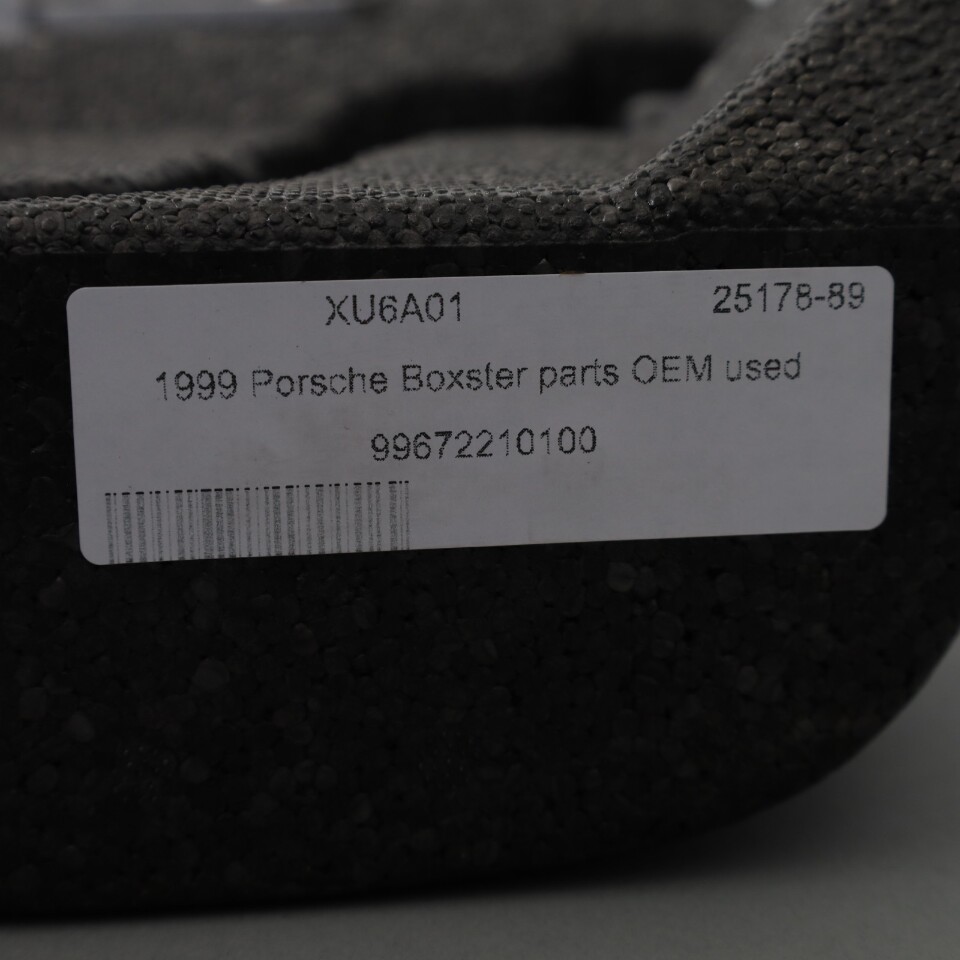 XU6A01 25178-89
1999 Porsche Boxster parts OEM used
99672210100